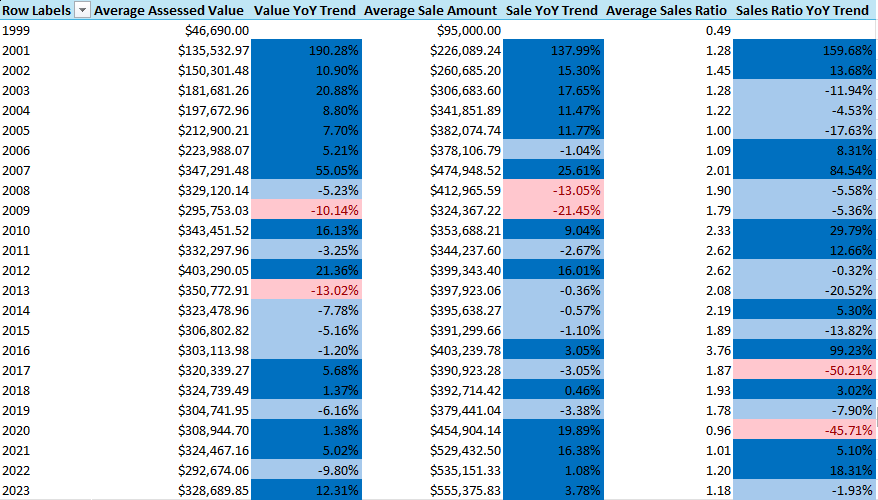 Row Labels Average Assessed Value Value YoY Trend Average Sale Amount Sale YoY Trend Average Sales Ratio Sales Ratio YoY Trend
1999 $46,690.00 $95,000.00 0.49
2001 $135,532.97 190.28% $226,089.24 137.99% 1.28 159.68%
2002 $150,301.48 10.90% $260,685.20 15.30% 1.45 13.68%
2003 $181,681.26 20.88% $306,683.60 17.65% 1.28 -11.94%
2004 $197,672.96 8.80% $341,851.89 11.47% 1.22 -4.53%
2005 $212,900.21 7.70% $382,074.74 11.77% 1.00 -17.63%
2006 $223,988.07 5.21% $378,106.79 -1.04% 1.09 8.31%
2007 $347,291.48 55.05% $474,948.52 25.61% 2.01 84.54%
2008 $329,120.14 -5.23% $412,965.59 -13.05% 1.90 -5.58%
2009 $295,753.03 -10.14% $324,367.22 -21.45% 1.79 -5.36%
2010 $343,451.52 16.13% $353,688.21 9.04% 2.33 29.79%
2011 $332,297.96 -3.25% $344,237.60 -2.67% 2.62 12.66%
2012 $403,290.05 21.36% $399,343.40 16.01% 2.62 -0.32%
2013 $350,772.91 -13.02% $397,923.06 -0.36% 2.08 -20.52%
2014 $323,478.96 -7.78% $395,638.27 -0.57% 2.19 5.30%
2015 $306,802.82 -5.16% $391,299.66 -1.10% 1.89 -13.82%
2016 $303,113.98 -1.20% $403,239.78 3.05% 3.76 99.23%
2017 $320,339.27 5.68% $390,923.28 -3.05% 1.87 -50.21%
2018 $324,739.49 1.37% $392,714.42 0.46% 1.93 3.02%
2019 $304,741.95 -6.16% $379,441.04 -3.38% 1.78 -7.90%
2020 $308,944.70 1.38% $454,904.14 19.89% 0.96 -45.71%
2021 $324,467.16 5.02% $529,432.50 16.38% 1.01 5.10%
2022 $292,674.06 -9.80% $535,151.33 1.08% 1.20 18.31%
2023 $328,689.85 12.31% $555,375.83 3.78% 1.18 -1.93%